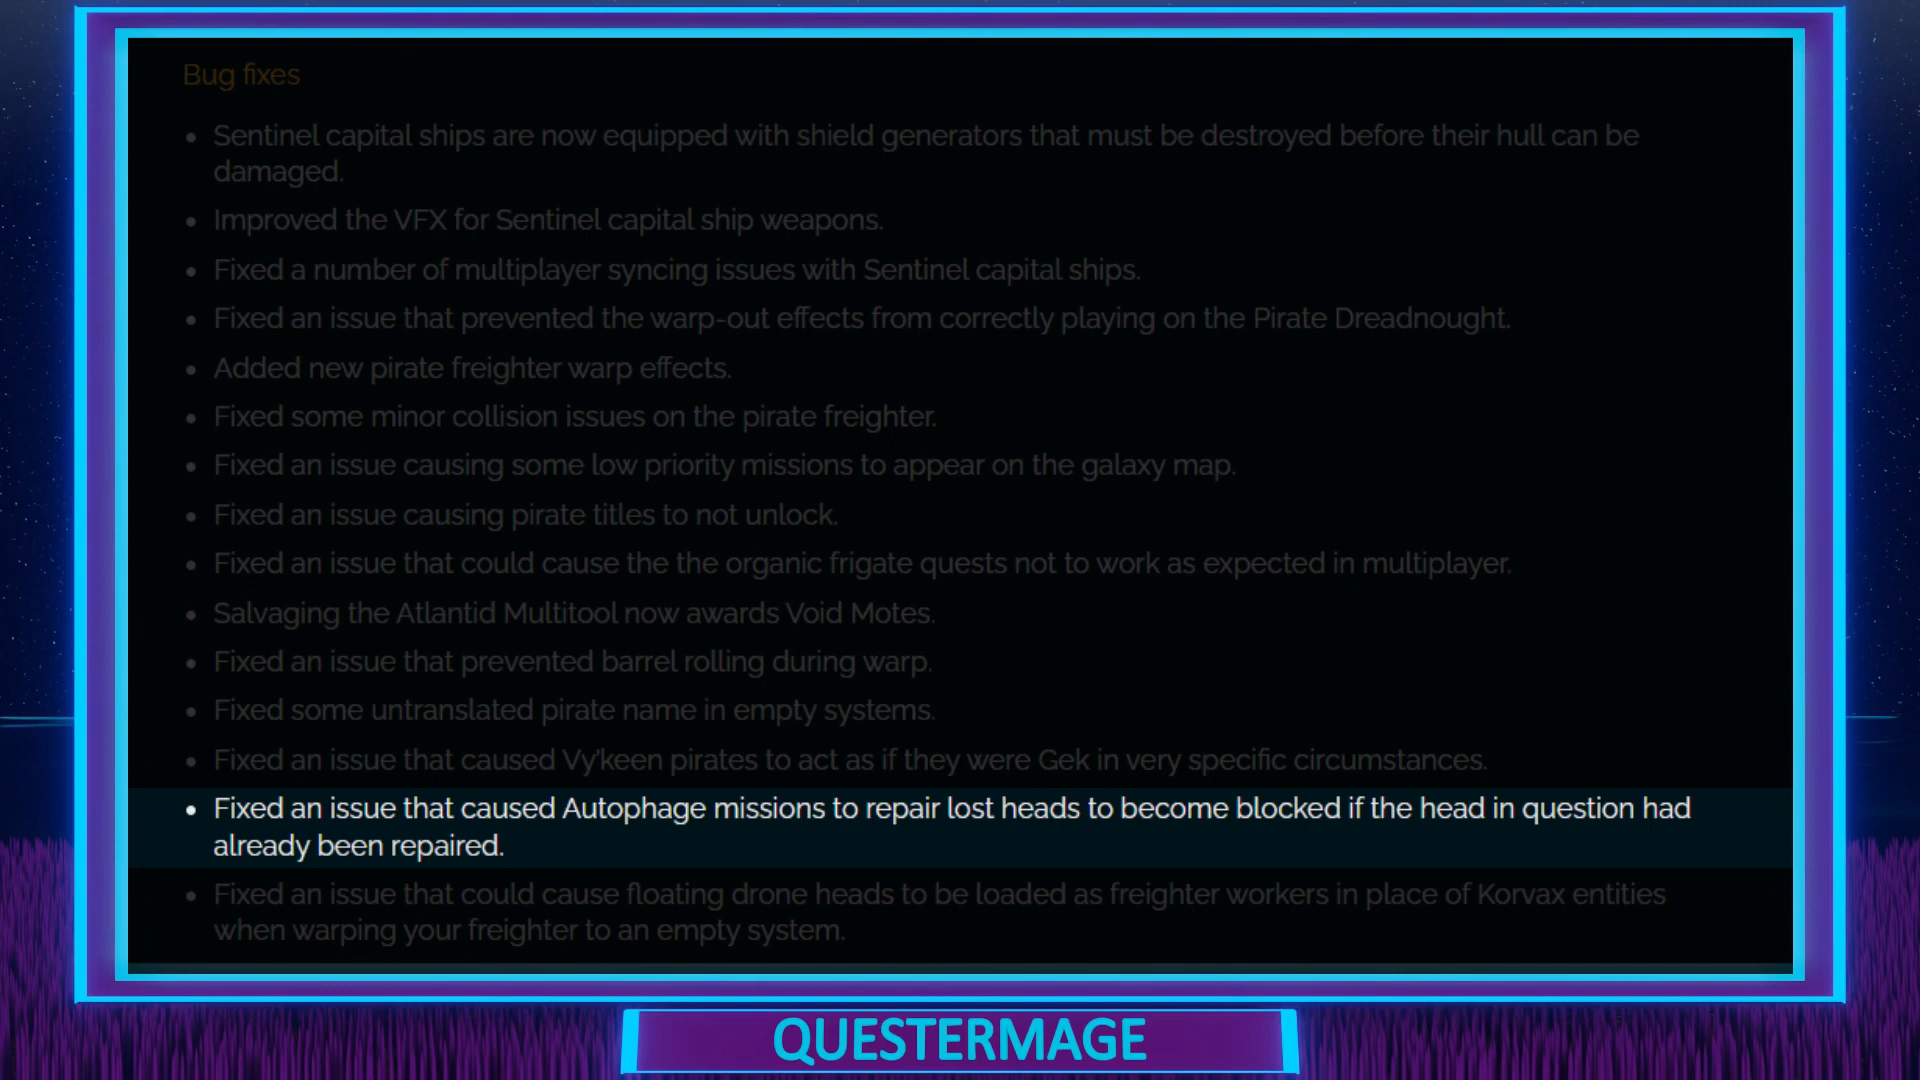 Bug fixes
• Sentinel capital ships are now equipped with shield generators that must be destroyed before their hull can be
damaged.
• Improved the VFX for Sentinel capital ship weapons.
• Fixed a number of multiplayer syncing issues with Sentinel capital ships.
• Fixed an issue that prevented the warp-out effects from correctly playing on the Pirate Dreadnought.
• Added new pirate freighter warp effects.
• Fixed some minor collision issues on the pirate freighter.
• Fixed an issue causing some low priority missions to appear on the galaxy map.
• Fixed an issue causing pirate titles to not unlock.
• Fixed an issue that could cause the the organic frigate quests not to work as expected in multiplayer.
• Salvaging the Atlantid Multitool now awards Void Motes.
• Fixed an issue that prevented barrel rolling during warp.
• Fixed some untranslated pirate name in empty systems.
• Fixed an issue that caused Vy'keen pirates to act as if they were Gek in very specific circumstances.
• Fixed an issue that caused Autophage missions to repair lost heads to become blocked if the head in question had
already been repaired.
• Fixed an issue that could cause floating drone heads to be loaded as freighter workers in place of Korvax entities
when warping your freighter to an empty system.
QUESTERMAGE